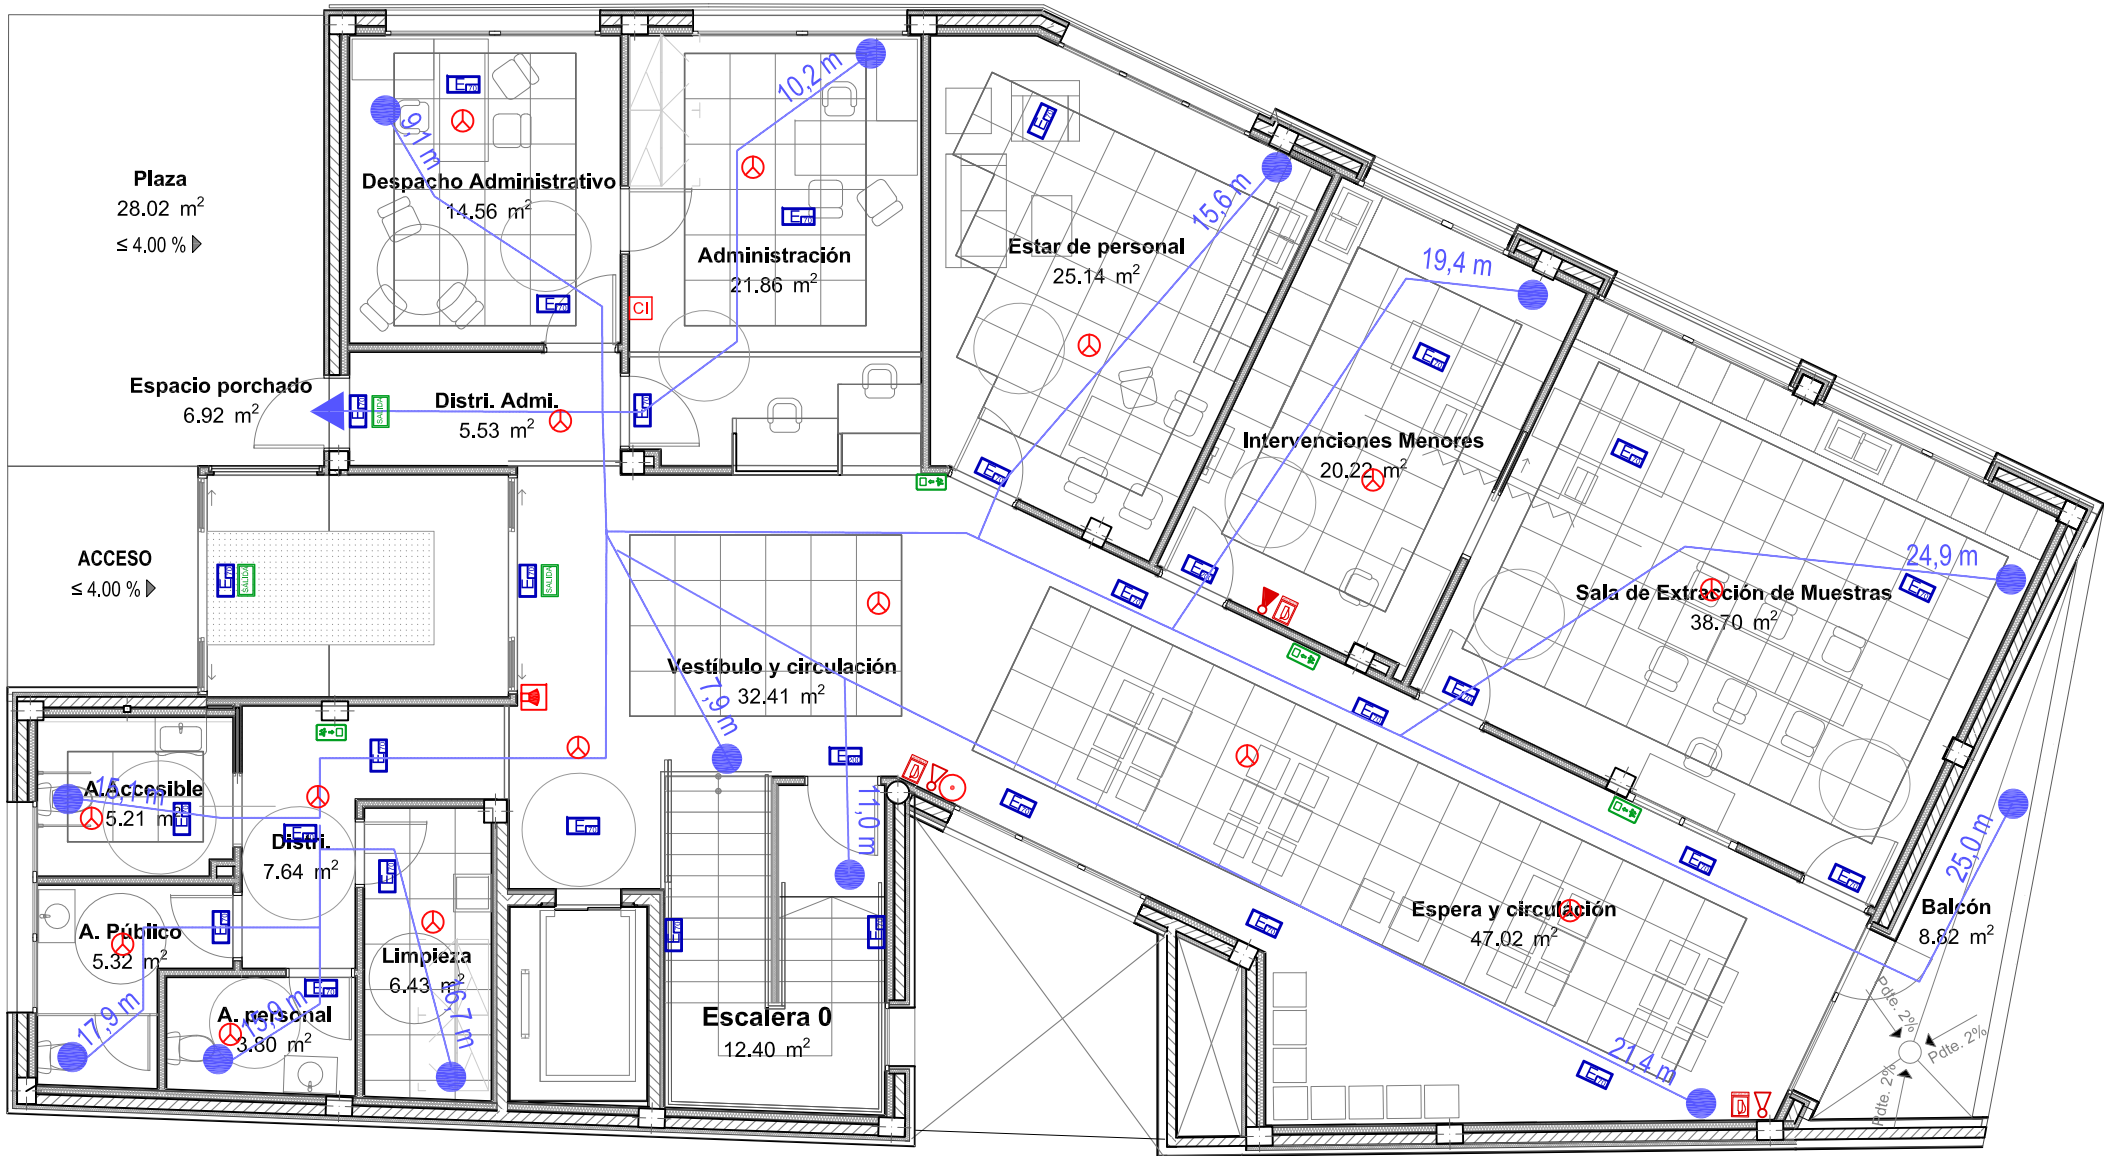 Plaza
28.02 m²
≤ 4.00 %
Despacho Administrativo
14.56 m²
9,1 m
10,2 m
Administración
21.86 m²
CI
Estar de personal
25.14 m²
15,6 m
19,4 m
Intervenciones Menores
20.22 m²
Espacio porchado
6.92 m²
Distri. Admi.
5.53 m²
SALIDA
ACCESO
≤ 4.00 %
SALIDA
SALIDA
24,9 m
Sala de Extracción de Muestras
38.70 m²
Vestíbulo y circulación
32.41 m²
7,9 m
11,0 m
A.Accesible
5.21 m²
15,1 m
Distri.
7.64 m²
A. Público
5.32 m²
17,9 m
A. personal
3.80 m²
15,9 m
Limpieza
6.43 m²
16,7 m
Escalera 0
12.40 m²
Espera y circulación
47.02 m²
21,4 m
25,0 m
Balcón
8.82 m²
Pdte. 2%
Pdte. 2%
Pdte. 2%